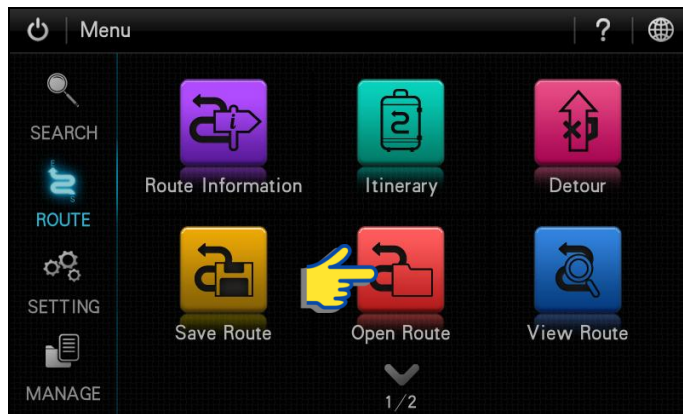 Menu
?
SEARCH
ROUTE
SETTING
MANAGE
Route Information
Itinerary
Detour
Save Route
Open Route
View Route
1/2